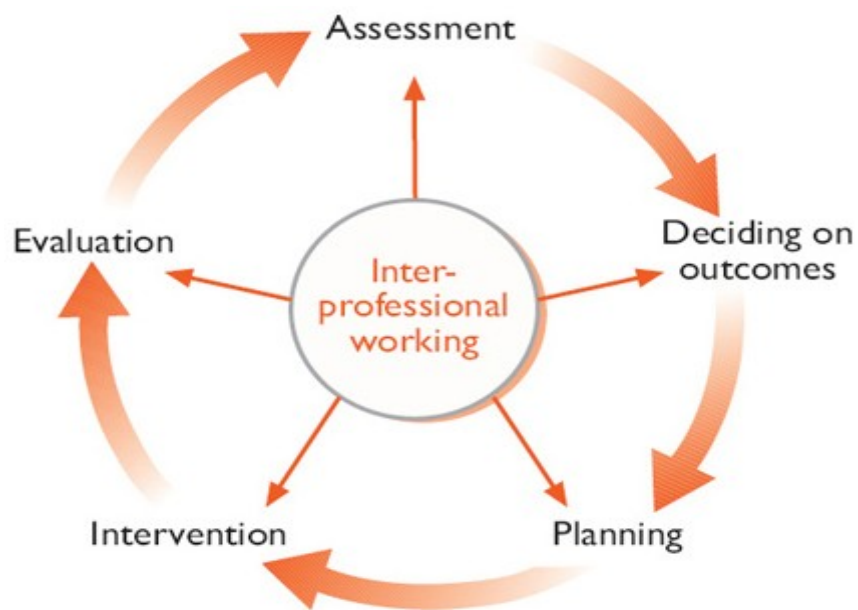 Assessment
Deciding on
outcomes
Planning
Intervention
Evaluation
Inter-
professional
working